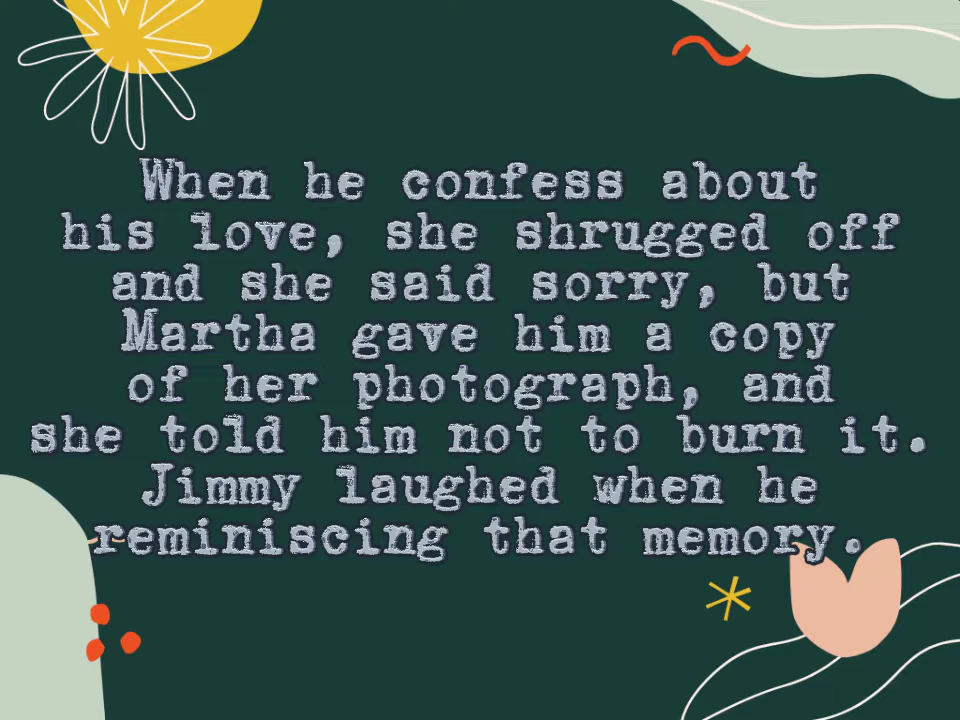 When he confess about
his love, she shrugged off
and she said sorry, but
Martha gave him a copy
of her photograph, and
she told him not to burn it.
Jimmy laughed when he
reminiscing that memory.